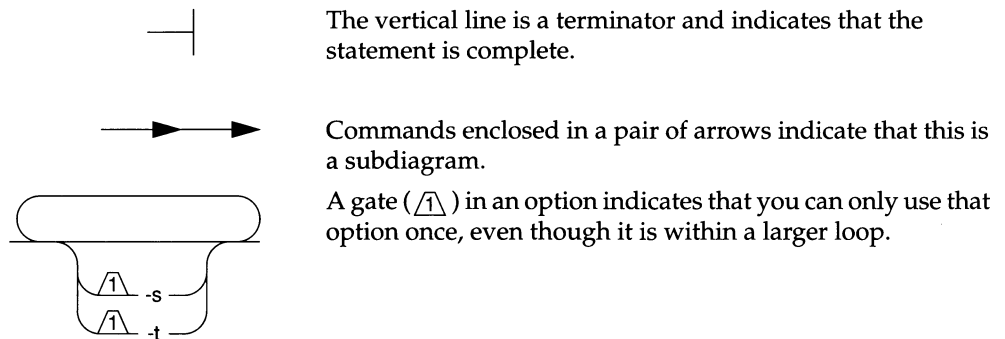 The vertical line is a terminator and indicates that the
statement is complete.
Commands enclosed in a pair of arrows indicate that this is
a subdiagram.
A gate ( 1 ) in an option indicates that you can only use that
option once, even though it is within a larger loop.
1 -s
1 -t